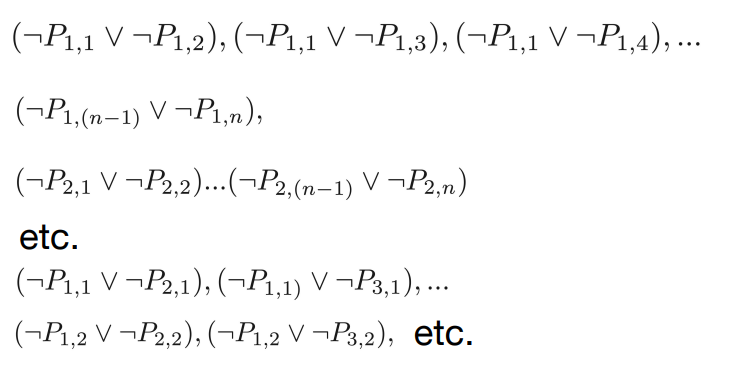 (¬P₁,₁ ∨ ¬P₁,₂), (¬P₁,₁ ∨ ¬P₁,₃), (¬P₁,₁ ∨ ¬P₁,₄), ...
(¬P₁,₍ₙ₋₁₎ ∨ ¬P₁,ₙ),
(¬P₂,₁ ∨ ¬P₂,₂)...(¬P₂,₍ₙ₋₁₎ ∨ ¬P₂,ₙ)
etc.
(¬P₁,₁ ∨ ¬P₂,₁), (¬P₁,₁₎ ∨ ¬P₃,₁), ...
(¬P₁,₂ ∨ ¬P₂,₂), (¬P₁,₂ ∨ ¬P₃,₂), etc.